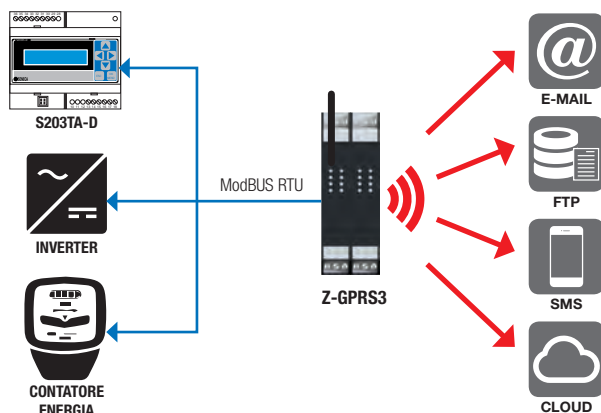 S203TA-D
INVERTER
CONTATORE
ENERGIA
ModBUS RTU
Z-GPRS3
E-MAIL
FTP
SMS
CLOUD